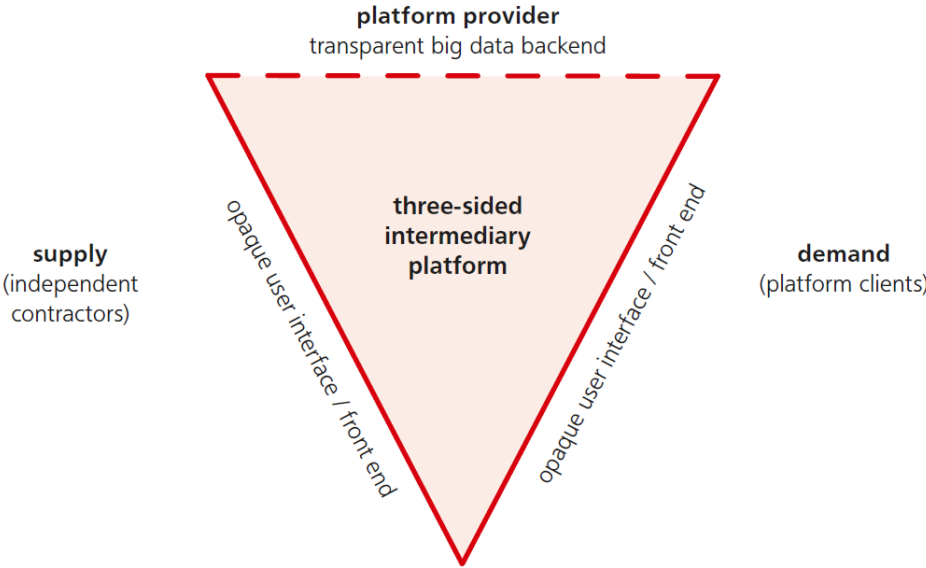 platform provider
transparent big data backend
three-sided
intermediary
platform
supply
(independent
contractors)
opaque user interface / front end
opaque user interface / front end
demand
(platform clients)